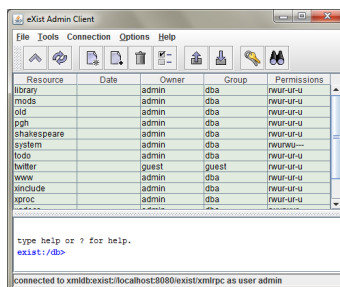 eXist Admin Client
File Tools Connection Options Help
Resource Date Owner Group Permissions
library admin dba rwur-ur-u
mods admin dba rwur-ur-u
old admin dba rwur-ur-u
pgh admin dba rwur-ur-u
shakespeare admin dba rwur-ur-u
system admin dba rwurwu---
todo admin dba rwur-ur-u
twitter guest guest rwur-ur-u
www admin dba rwur-ur-u
xinclude admin dba rwur-ur-u
xproc admin dba rwur-ur-u
type help or ? for help.
exist:/db>
connected to xmldb:exist://localhost:8080/exist/xmlrpc as user admin